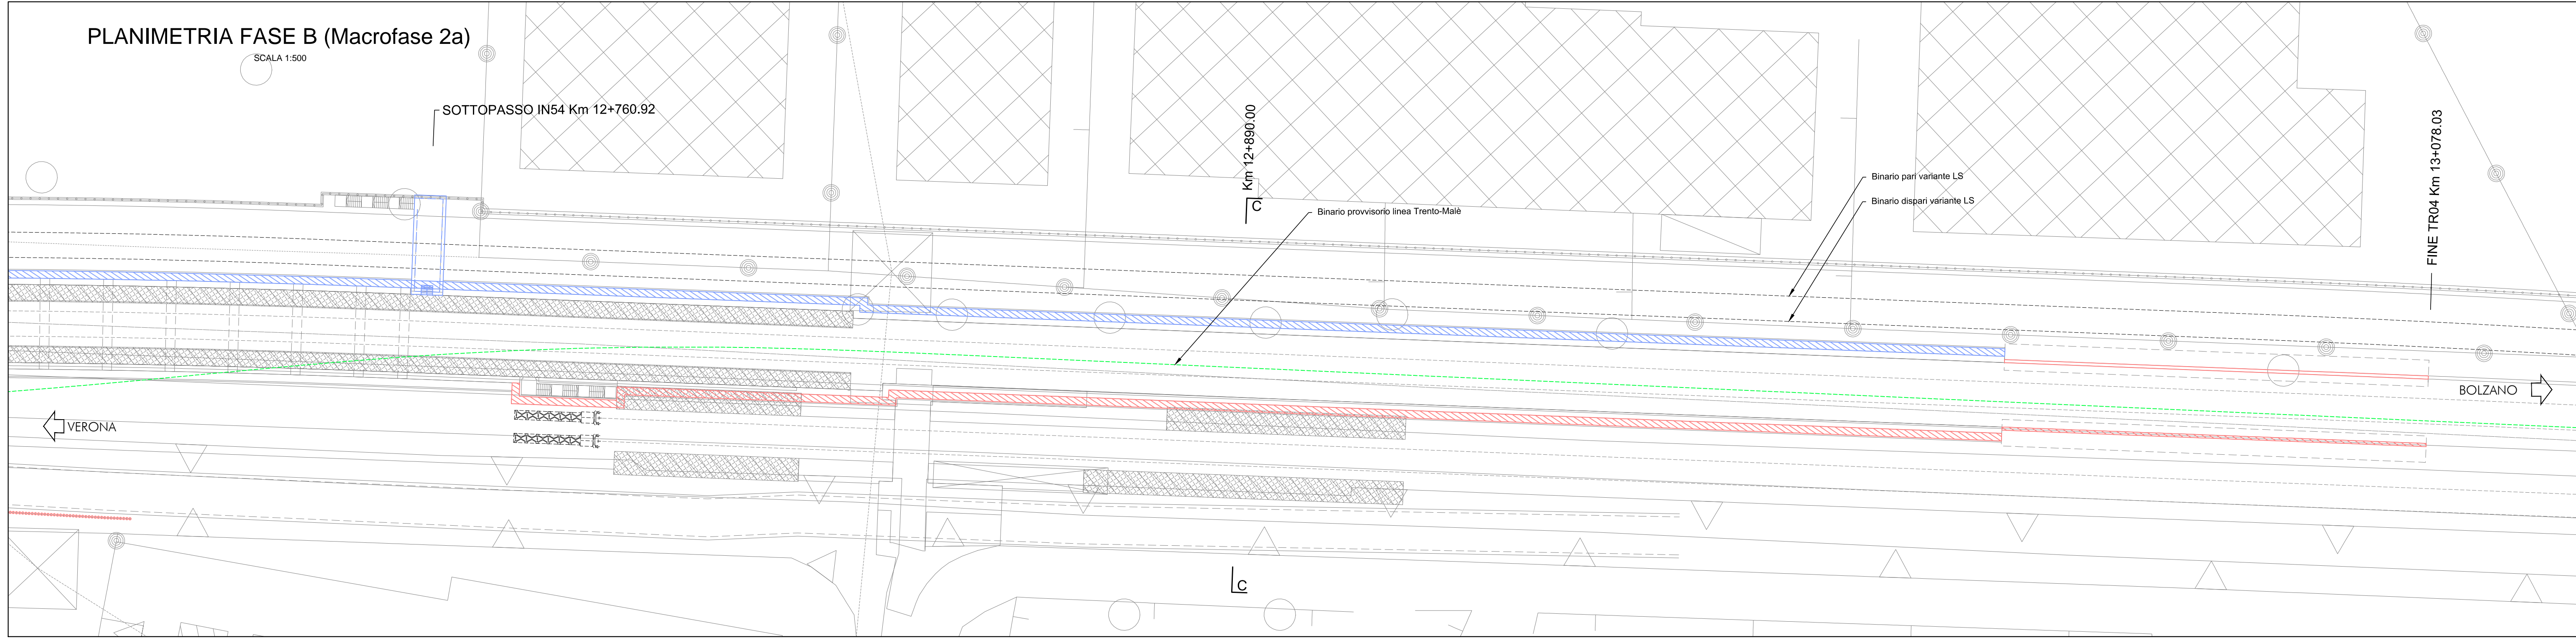 PLANIMETRIA FASE B (Macrofase 2a)
SCALA 1:500
SOTTOPASSO IN54 Km 12+760.92
Km 12+890.00
C
Binario provvisorio linea Trento-Malè
Binario pari variante LS
Binario dispari variante LS
FINE TR04 Km 13+078.03
BOLZANO
VERONA
C